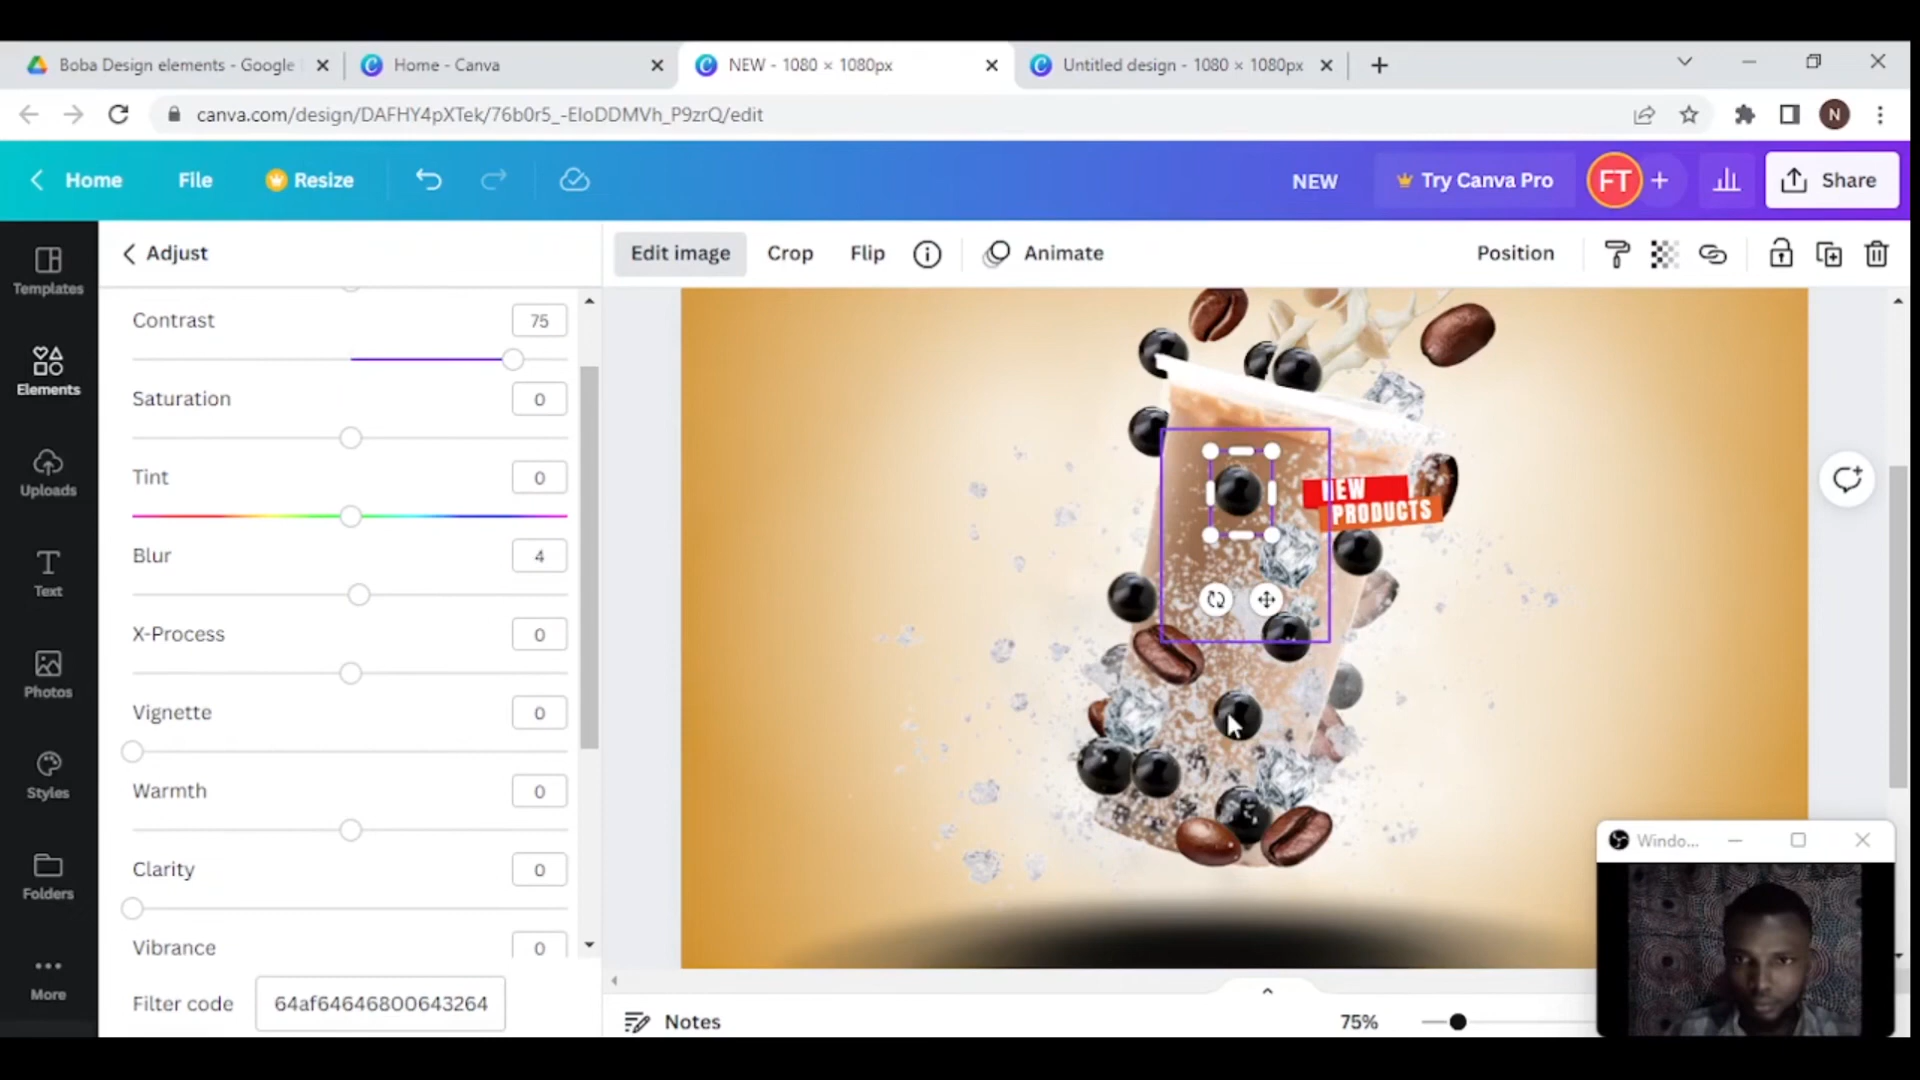 Boba Design elements - Google
Home - Canva
NEW - 1080 × 1080px
Untitled design - 1080 × 1080px
canva.com/design/DAFHY4pXTek/76b0r5_-EIoDDMVh_P9zrQ/edit
N
Home
File
Resize
NEW
Try Canva Pro
FT
+
Share
Templates
Elements
Uploads
Text
Photos
Styles
Folders
More
Adjust
Contrast 75
Saturation 0
Tint 0
Blur 4
X-Process 0
Vignette 0
Warmth 0
Clarity 0
Vibrance 0
Filter code 64af64646800643264
Edit image
Crop
Flip
Animate
Position
NEW
PRODUCTS
Notes
75%
Windo...